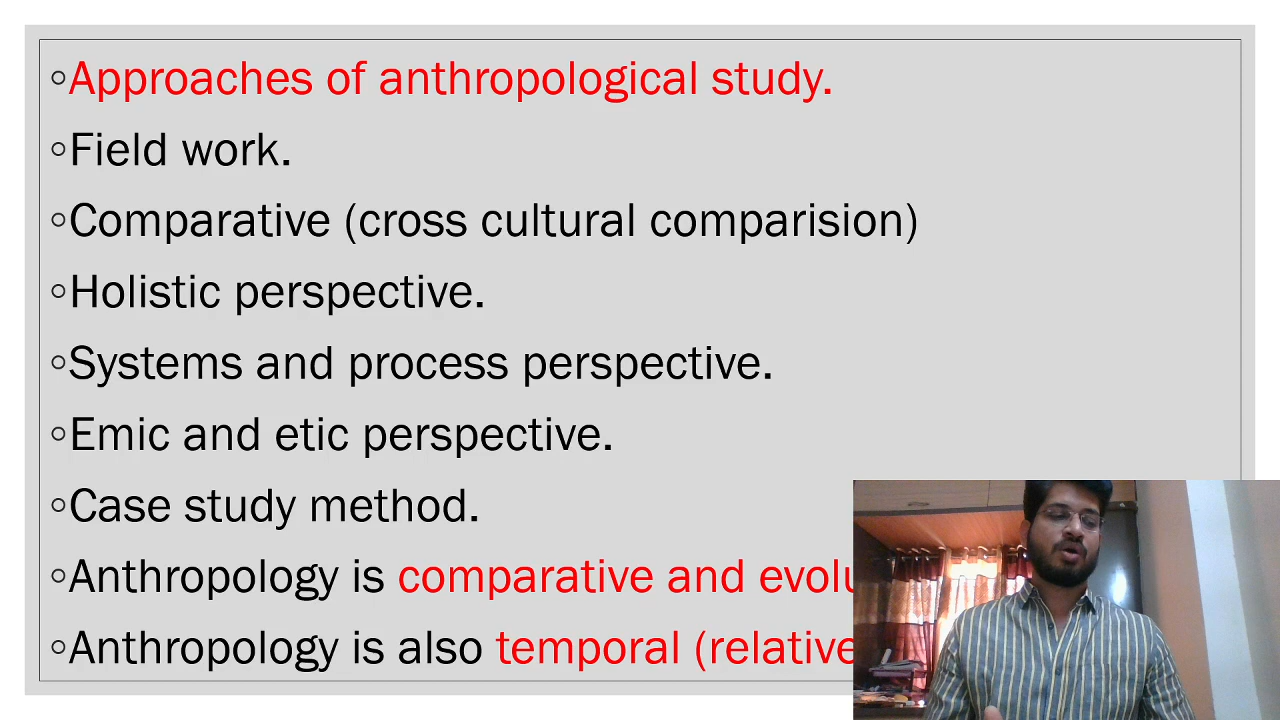 Approaches of anthropological study.
Field work.
Comparative (cross cultural comparision)
Holistic perspective.
Systems and process perspective.
Emic and etic perspective.
Case study method.
Anthropology is comparative and
Anthropology is also temporal (relative